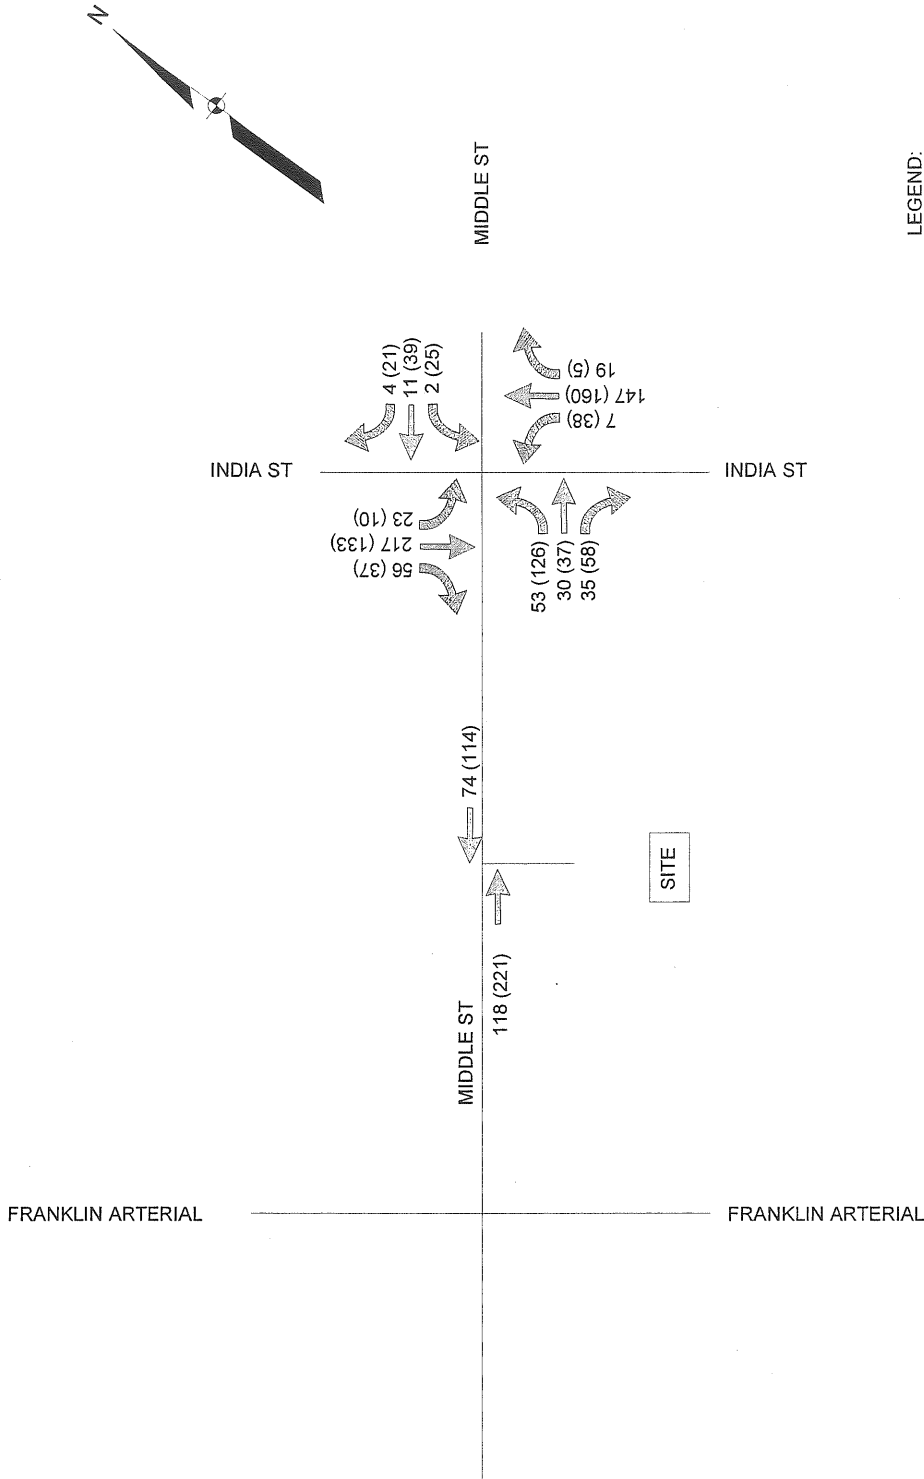 N
MIDDLE ST
LEGEND:
4 (21)
11 (39)
2 (25)
19 (5)
147 (160)
7 (38)
INDIA ST
INDIA ST
23 (10)
217 (133)
56 (37)
53 (126)
30 (37)
35 (58)
74 (114)
SITE
118 (221)
MIDDLE ST
FRANKLIN ARTERIAL
FRANKLIN ARTERIAL